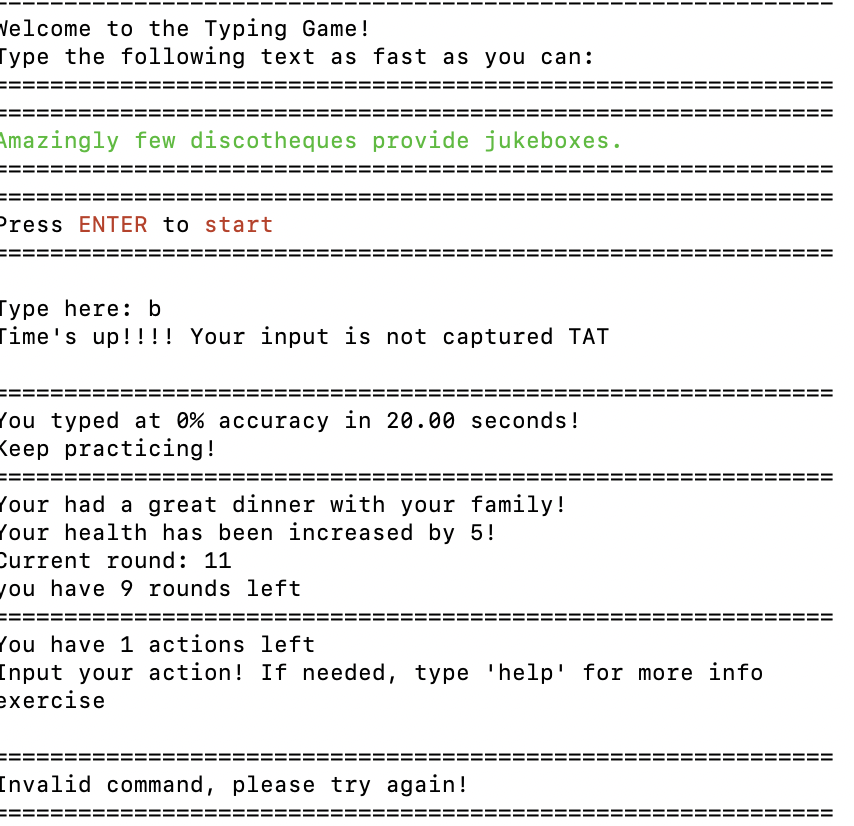 ============================================================
Welcome to the Typing Game!
Type the following text as fast as you can:
============================================================
============================================================
Amazingly few discotheques provide jukeboxes.
============================================================
============================================================
Press ENTER to start
============================================================
Type here: b
Time's up!!!! Your input is not captured TAT
============================================================
You typed at 0% accuracy in 20.00 seconds!
Keep practicing!
============================================================
Your had a great dinner with your family!
Your health has been increased by 5!
Current round: 11
you have 9 rounds left
============================================================
You have 1 actions left
Input your action! If needed, type 'help' for more info
exercise
============================================================
Invalid command, please try again!
============================================================